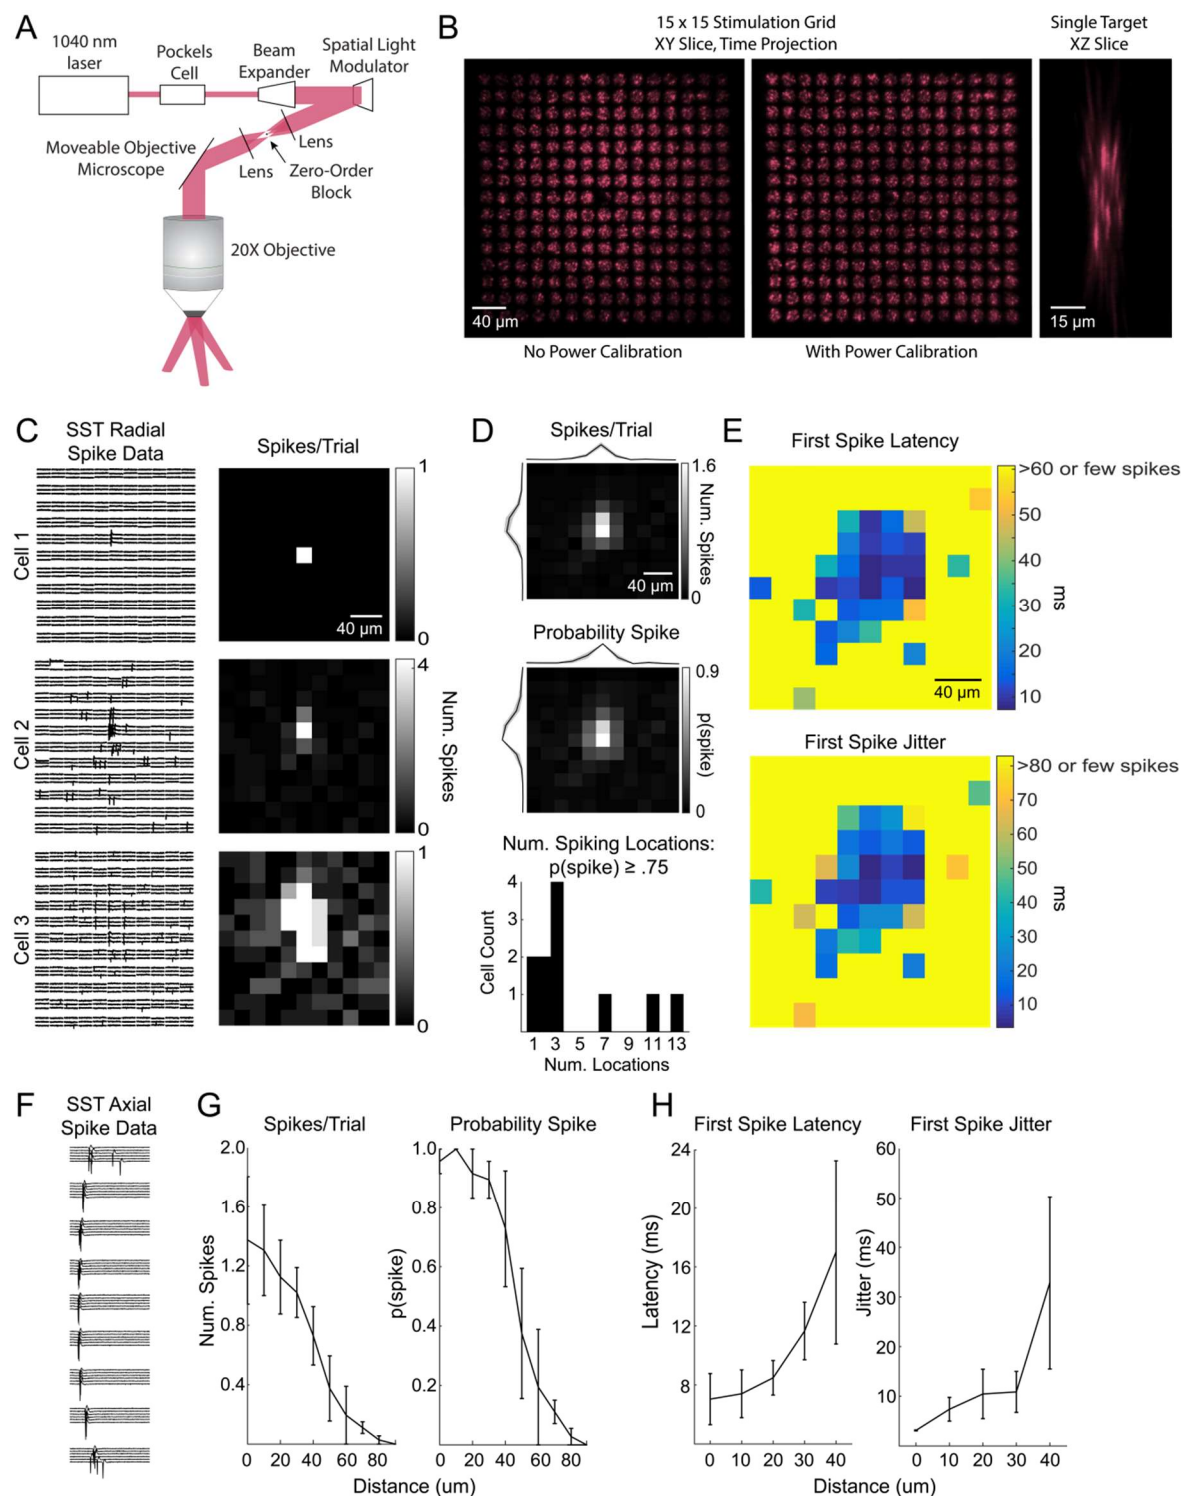 A
1040 nm
laser
Pockels
Cell
Beam
Expander
Spatial Light
Modulator
Lens
Lens
Zero-Order
Block
Moveable Objective
Microscope
20X Objective
B
15 x 15 Stimulation Grid
XY Slice, Time Projection
Single Target
XZ Slice
40 µm
15 µm
No Power Calibration
With Power Calibration
C
SST Radial
Spike Data
Spikes/Trial
Cell 1
40 µm
1
0
Cell 2
4
0
Num. Spikes
Cell 3
1
0
D
Spikes/Trial
1.6
Num. Spikes
0
40 µm
Probability Spike
0.9
p(spike)
0
Num. Spiking Locations:
p(spike) ≥ .75
Cell Count
4
3
2
1
1 3 5 7 9 11 13
Num. Locations
E
First Spike Latency
>60 or few spikes
50
40
30
20
10
ms
40 µm
First Spike Jitter
>80 or few spikes
70
60
50
40
30
20
10
ms
F
SST Axial
Spike Data
G
Spikes/Trial
Num. Spikes
2.0
1.6
1.2
0.8
0.4
0 20 40 60 80
Probability Spike
p(spike)
1.0
0.8
0.6
0.4
0.2
0 20 40 60 80
Distance (um)
H
First Spike Latency
Latency (ms)
24
20
16
12
8
0 10 20 30 40
First Spike Jitter
Jitter (ms)
60
50
40
30
20
10
0 10 20 30 40
Distance (um)